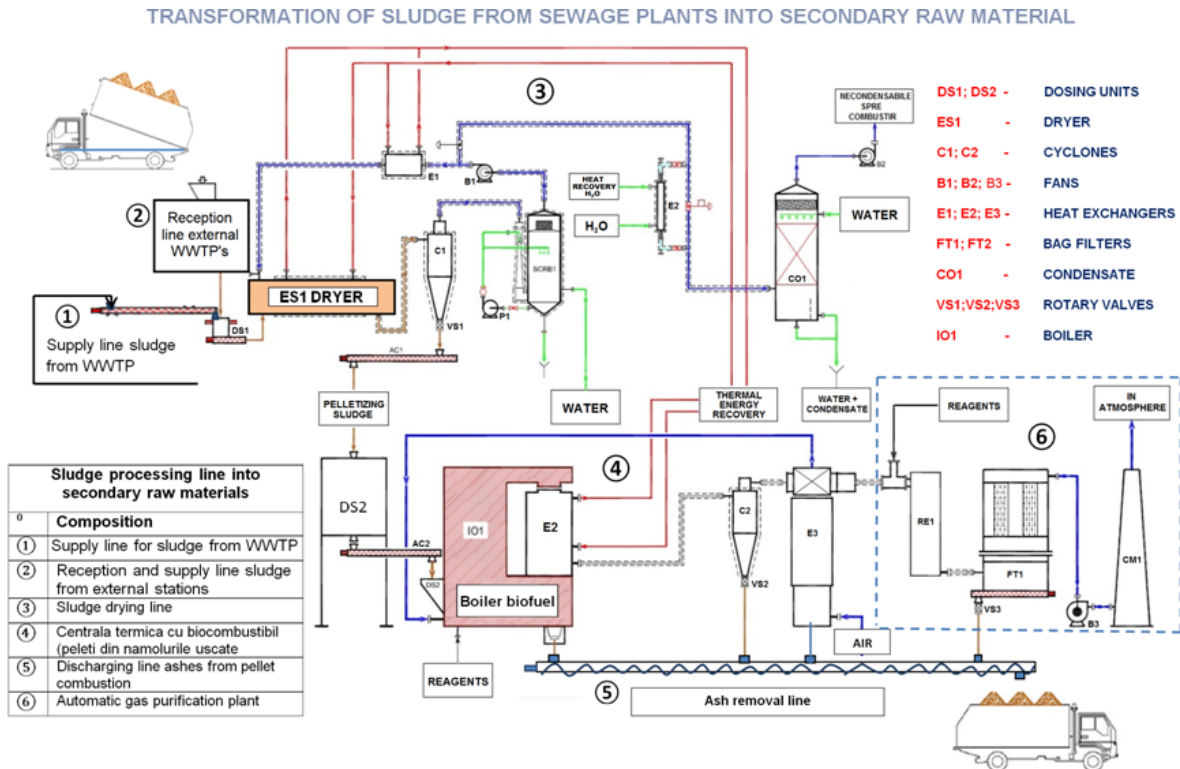 TRANSFORMATION OF SLUDGE FROM SEWAGE PLANTS INTO SECONDARY RAW MATERIAL
③
NECONDENSABILE
SPRE
COMBUSTIR
B2
DS1; DS2 - DOSING UNITS
ES1 - DRYER
C1; C2 - CYCLONES
B1; B2; B3 - FANS
E1; E2; E3 - HEAT EXCHANGERS
FT1; FT2 - BAG FILTERS
CO1 - CONDENSATE
VS1;VS2;VS3 ROTARY VALVES
IO1 - BOILER
②
Reception
line external
WWTP's
E1
B1
HEAT
RECOVERY
H₂O
H₂O
E2
WATER
CO1
C1
SCRB1
P1
VS1
ES1 DRYER
①
DS1
Supply line sludge
from WWTP
AC1
PELLETIZING
SLUDGE
WATER
THERMAL
ENERGY
RECOVERY
WATER +
CONDENSATE
REAGENTS
IN
ATMOSPHERE
⑥
④
DS2
AC2
DS2
IO1
E2
Boiler biofuel
C2
VS2
E3
RE1
FT1
VS3
B3
CM1
AIR
REAGENTS
⑤
Ash removal line
Sludge processing line into
secondary raw materials
0 Composition
① Supply line for sludge from WWTP
② Reception and supply line sludge
from external stations
③ Sludge drying line
④ Centrala termica cu biocombustibil
(peleti din namolurile uscate
⑤ Discharging line ashes from pellet
combustion
⑥ Automatic gas purification plant